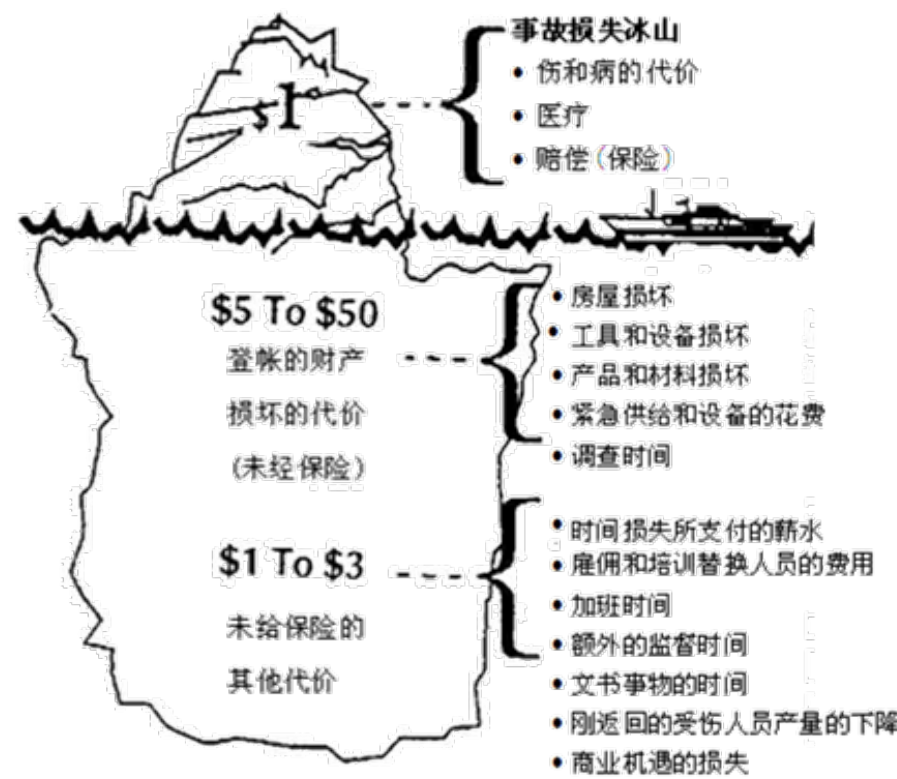 事故损失冰山
• 伤和病的代价
• 医疗
• 赔偿(保险)
$1
$5 To $50
登帐的财产
损坏的代价
(未经保险)
• 房屋损坏
• 工具和设备损坏
• 产品和材料损坏
• 紧急供给和设备的花费
• 调查时间
$1 To $3
未给保险的
其他代价
• 时间损失所支付的薪水
• 雇佣和培训替换人员的费用
• 加班时间
• 额外的监督时间
• 文书事物的时间
• 刚返回的受伤人员产量的下降
• 商业机遇的损失